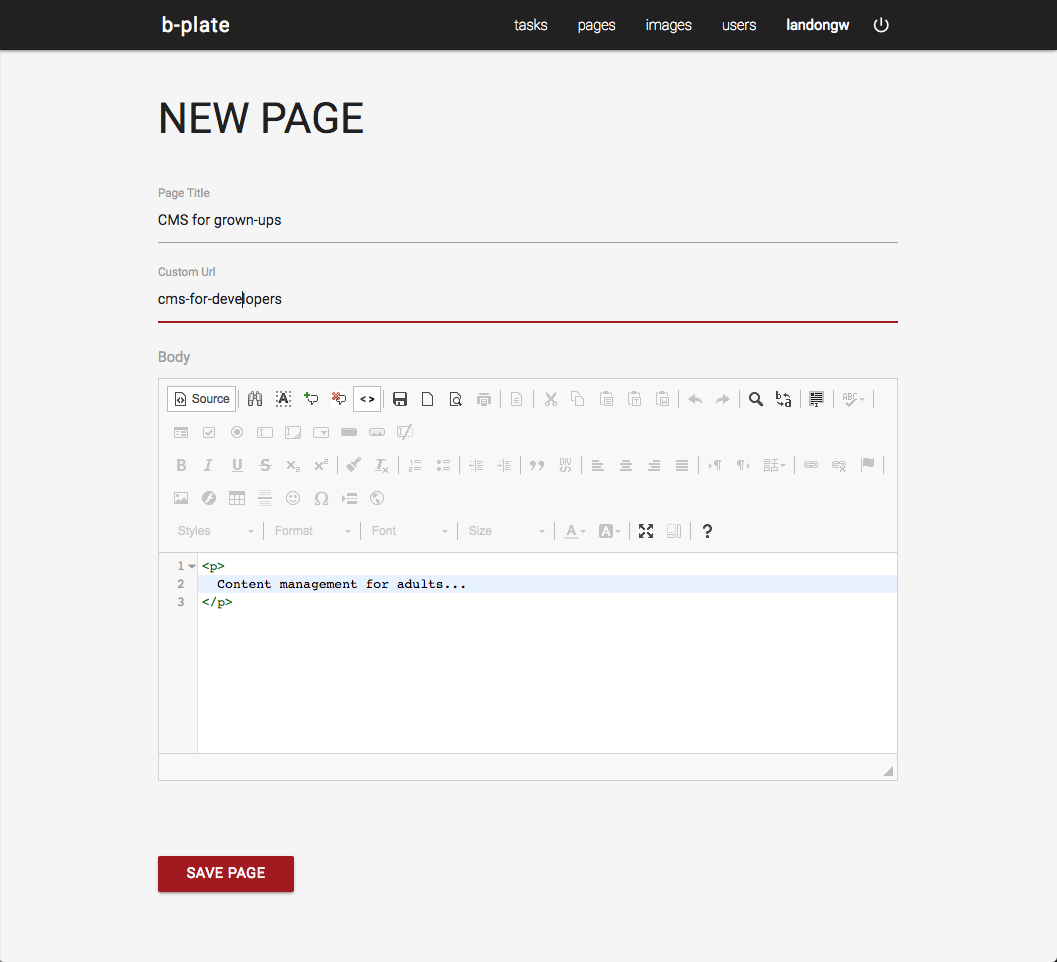 b-plate tasks pages images users landongw
NEW PAGE
Page Title
CMS for grown-ups
Custom Url
cms-for-developers
Body
Source
Styles Format Font Size A A ?
1 <p>
2 Content management for adults...
3 </p>
SAVE PAGE